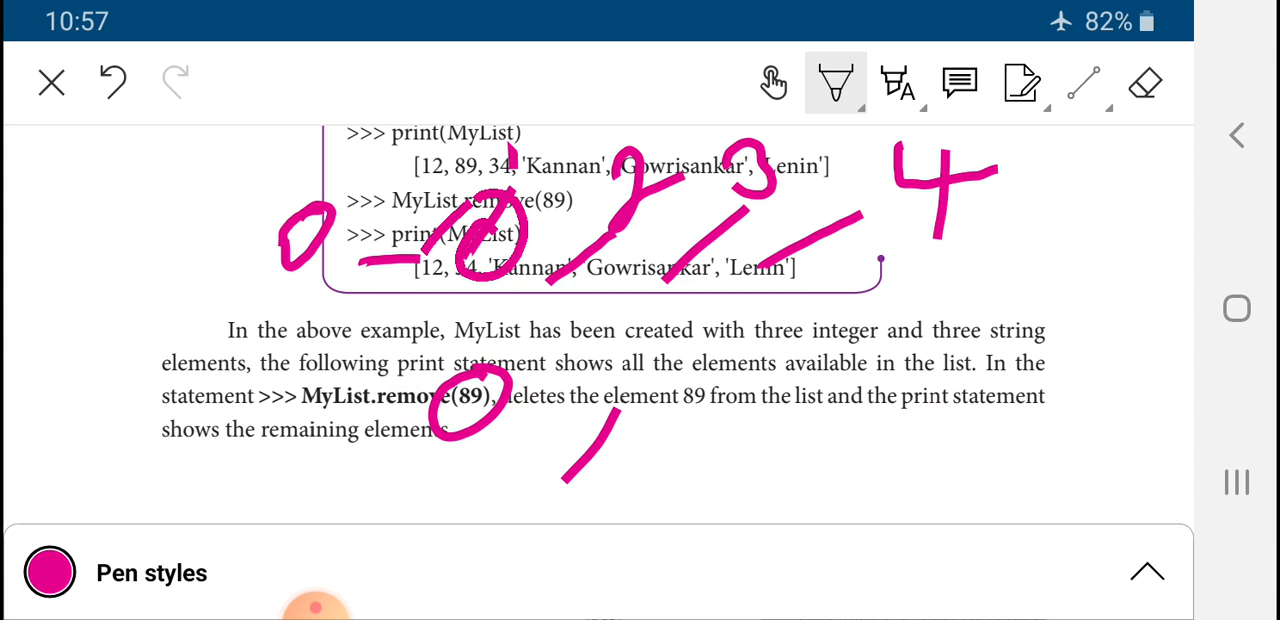 10:57 82%
>>> print(MyList)
[12, 89, 34, 'Kannan', 'Gowrisankar', 'Lenin']
>>> MyList.remove(89)
>>> print(MyList)
[12, 34, 'Kannan', 'Gowrisankar', 'Lenin']
0 1 2 3 4
In the above example, MyList has been created with three integer and three string
elements, the following print statement shows all the elements available in the list. In the
statement >>> MyList.remove(89), deletes the element 89 from the list and the print statement
shows the remaining elements.
Pen styles